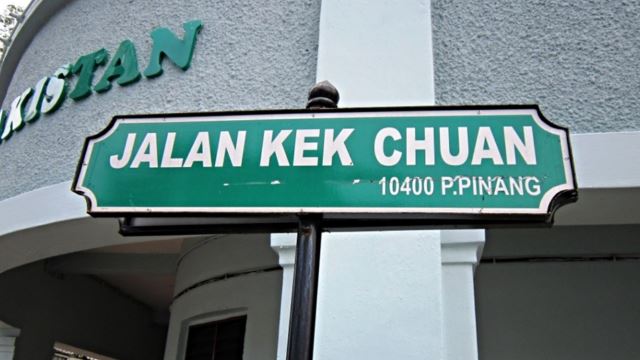 KISTAN
JALAN KEK CHUAN
10400 P.PINANG